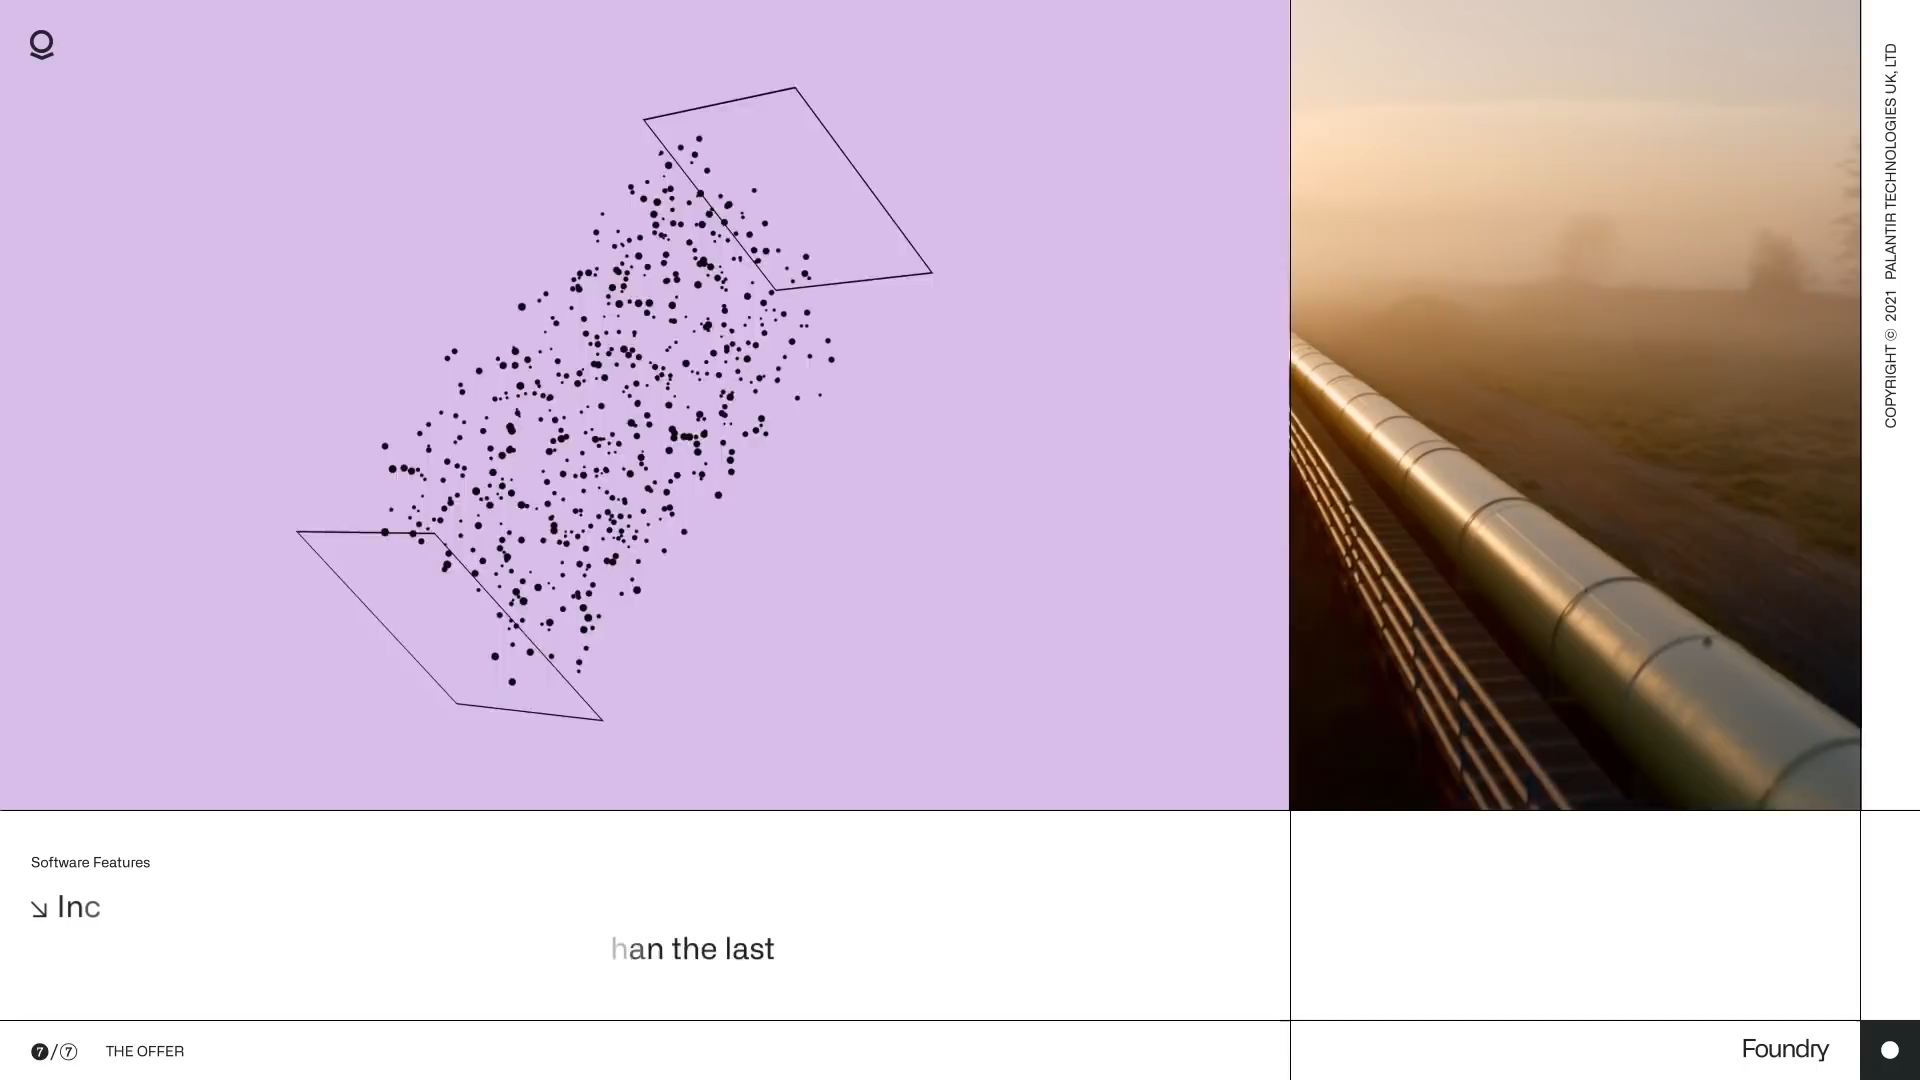 COPYRIGHT © 2021 PALANTIR TECHNOLOGIES UK, LTD
Software Features
↘ Inc
han the last
7/7 THE OFFER
Foundry